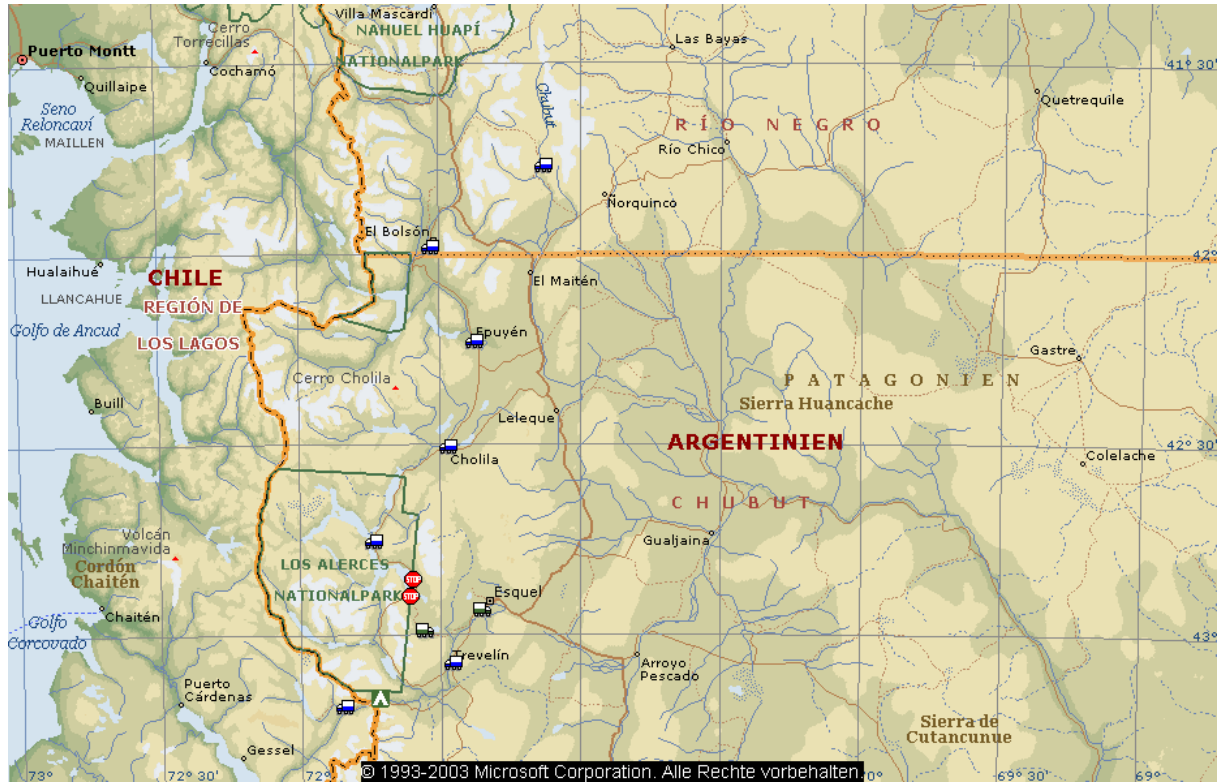 Villa Mascardi
Cerro
Torrecillas
NAHUEL HUAPÍ
NATIONALPARK
Las Bayas
Puerto Montt
Cochamó
41° 30'
Quillaipe
Chubut
Quetrequile
Seno
Reloncaví
MAILLEN
RÍO NEGRO
Río Chico
Ñorquinco
El Bolsón
42°
Hualaihué
CHILE
El Maitén
LLANCAHUE
REGIÓN DE
LOS LAGOS
Golfo de Ancud
Epuyén
Gastre
Cerro Cholila
PATAGONIEN
Sierra Huancache
Buill
Leleque
ARGENTINIEN
42° 30'
Cholila
Colelache
CHUBUT
Volcán
Minchinmavida
Gualjaina
Cordón
Chaitén
LOS ALERCES
NATIONALPARK
STOP
STOP
Esquel
Chaitén
Golfo
Corcovado
43°
Trevelín
Arroyo
Pescado
Puerto
Cárdenas
Sierra de
Cutancunue
Gessel
73°
72° 30'
72°
69° 30'
69°
© 1993-2003 Microsoft Corporation. Alle Rechte vorbehalten.